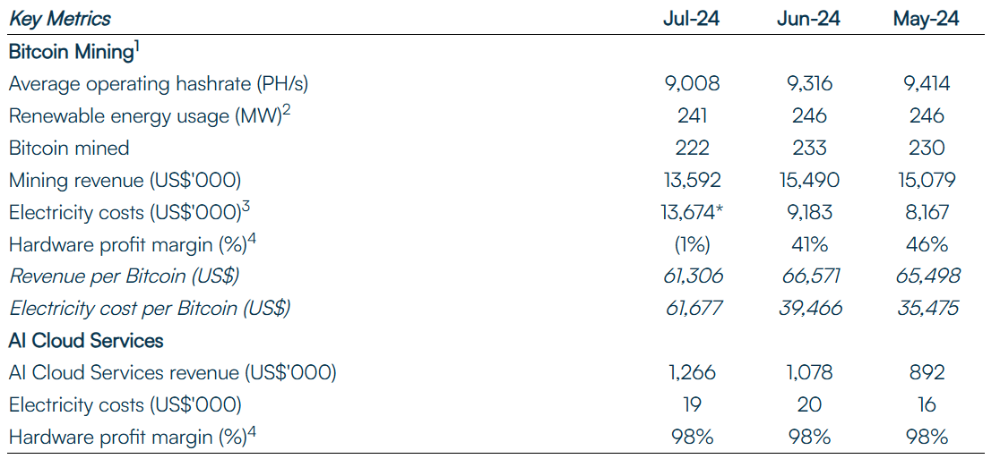 Key Metrics Jul-24 Jun-24 May-24
Bitcoin Mining¹
Average operating hashrate (PH/s) 9,008 9,316 9,414
Renewable energy usage (MW)² 241 246 246
Bitcoin mined 222 233 230
Mining revenue (US$'000) 13,592 15,490 15,079
Electricity costs (US$'000)³ 13,674* 9,183 8,167
Hardware profit margin (%)⁴ (1%) 41% 46%
Revenue per Bitcoin (US$) 61,306 66,571 65,498
Electricity cost per Bitcoin (US$) 61,677 39,466 35,475
AI Cloud Services
AI Cloud Services revenue (US$'000) 1,266 1,078 892
Electricity costs (US$'000) 19 20 16
Hardware profit margin (%)⁴ 98% 98% 98%